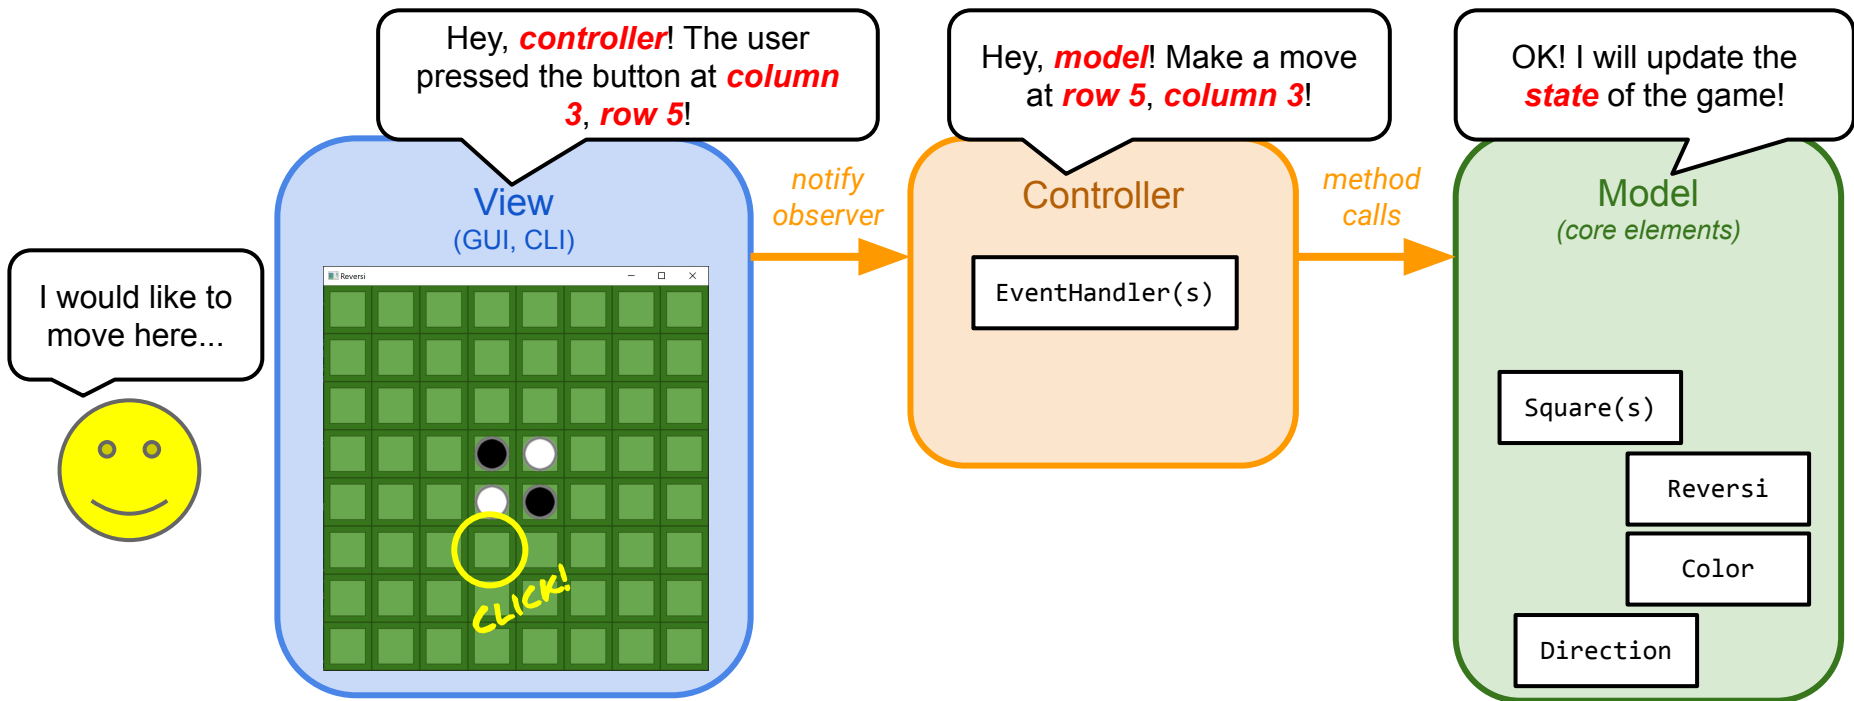 Hey, controller! The user
pressed the button at column
3, row 5!
Hey, model! Make a move
at row 5, column 3!
OK! I will update the
state of the game!
I would like to
move here...
View
(GUI, CLI)
Reversi
CLICK!
notify
observer
Controller
EventHandler(s)
method
calls
Model
(core elements)
Square(s)
Reversi
Color
Direction